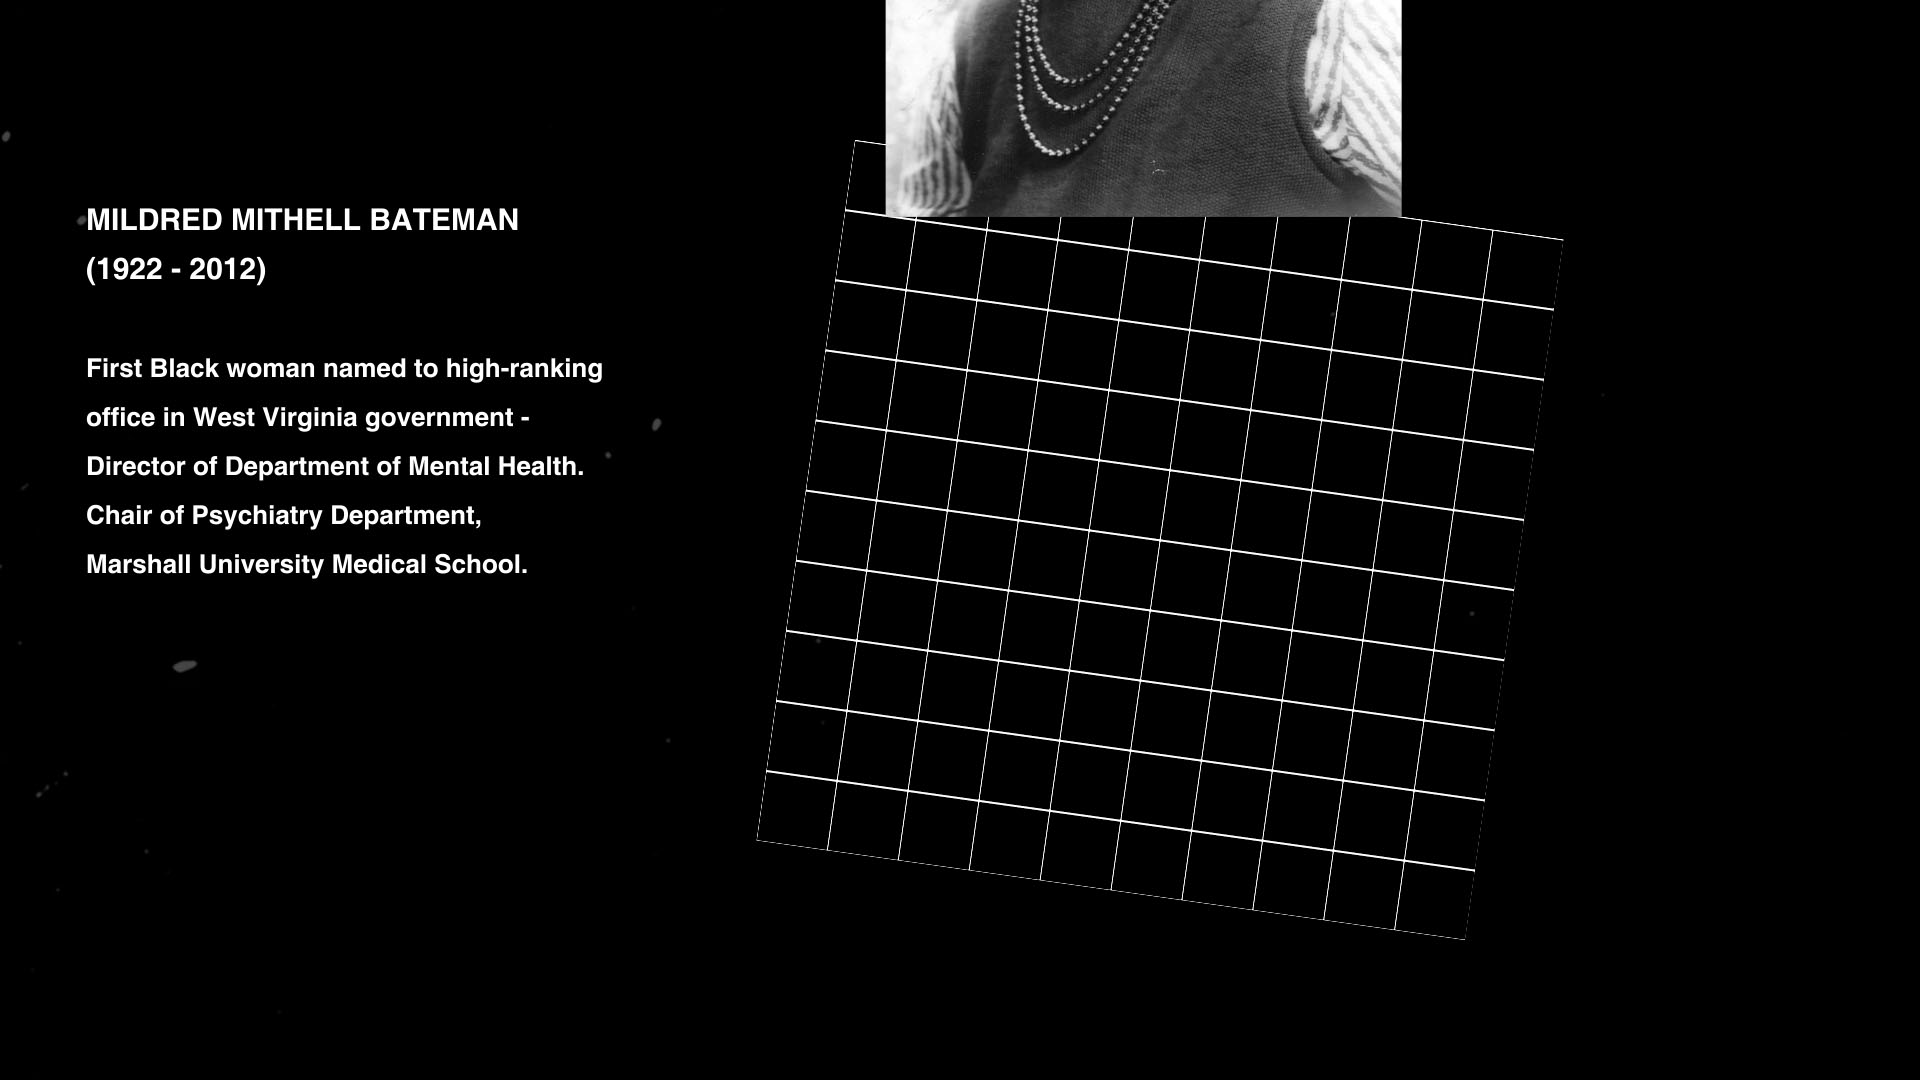 MILDRED MITHELL BATEMAN
(1922 - 2012)
First Black woman named to high-ranking
office in West Virginia government -
Director of Department of Mental Health.
Chair of Psychiatry Department,
Marshall University Medical School.